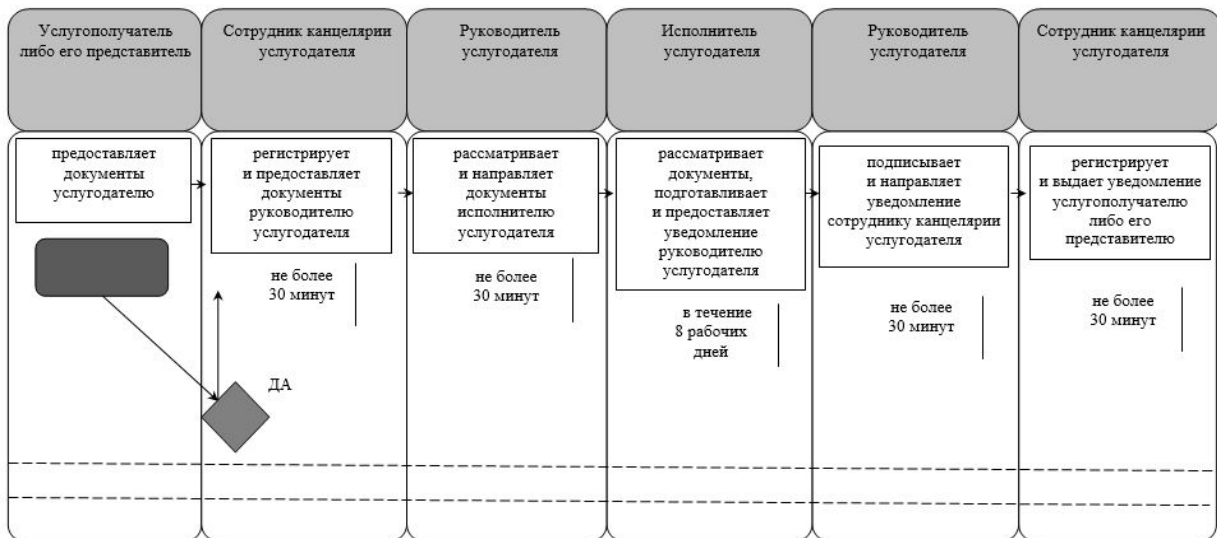 Услугополучатель
либо его представитель
Сотрудник канцелярии
услугодателя
Руководитель
услугодателя
Исполнитель
услугодателя
Руководитель
услугодателя
Сотрудник канцелярии
услугодателя
предоставляет
документы
услугодателю
регистрирует
и предоставляет
документы
руководителю
услугодателя
рассматривает
и направляет
документы
исполнителю
услугодателя
рассматривает
документы,
подготавливает
и предоставляет
уведомление
руководителю
услугодателя
подписывает
и направляет
уведомление
сотруднику канцелярии
услугодателя
регистрирует
и выдает уведомление
услугополучателю
либо его
представителю
не более
30 минут
не более
30 минут
в течение
8 рабочих
дней
не более
30 минут
не более
30 минут
ДА